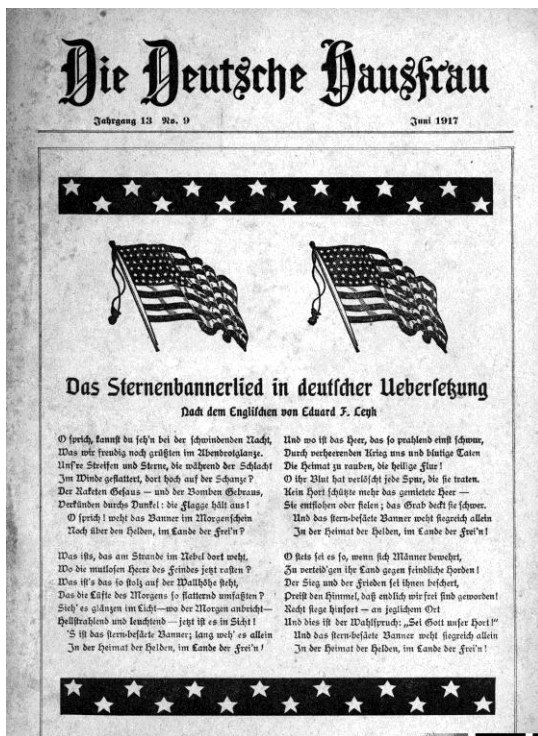 Die Deutsche Hausfrau
Jahrgang 13 No. 9
Juni 1917
Das Sternenbannerlied in deutscher Uebersetzung
Nach dem Englischen von Eduard F. Leyh
O sprich, kannst du seh'n bei der schwindenden Nacht,
Was wir freudig noch grüßten im Abendrotglanze.
Uns're Streifen und Sterne, die während der Schlacht
Im Winde geflattert, dort hoch auf der Schanze?
Der Raketen Gesaus — und der Bomben Gebraus,
Verkünden durchs Dunkel: die Flagge hält aus!
O sprich! weht das Banner im Morgenschein
Noch über den Helden, im Lande der Frei'n?
Was ists, das am Strande im Nebel dort weht,
Wo die mutlosen Heere des Feindes jetzt rasten?
Was ist's das so stolz auf der Wallhöhe steht,
Das die Lüfte des Morgens so flatternd umfaßten?
Sieh' es glänzen im Licht—wo der Morgen anbricht—
Hellstrahlend und leuchtend — jetzt ist es in Sicht!
'S ist das stern-besäete Banner; lang weh' es allein
In der Heimat der Helden, im Lande der Frei'n!
Und wo ist das Heer, das so prahlend einst schwur,
Durch verheerenden Krieg uns und blutige Taten
Die Heimat zu rauben, die heilige Flur!
O ihr Blut hat verlöscht jede Spur, die sie traten.
Kein Hort schützte mehr das gemietete Heer —
Sie entflohen oder fielen; das Grab deckt sie schwer.
Und das stern-besäete Banner weht siegreich allein
In der Heimat der Helden, im Lande der Frei'n!
O stets sei es so, wenn sich Männer bewehrt,
Zu verteid'gen ihr Land gegen feindliche Horden!
Der Sieg und der Frieden sei ihnen beschert,
Preist den Himmel, daß endlich wir frei sind geworden!
Recht siege hinfort — an jeglichem Ort
Und dies ist der Wahlspruch: „Sei Gott unser Hort!"
Und das stern-besäete Banner weht siegreich allein
In der Heimat der Helden, im Lande der Frei'n!